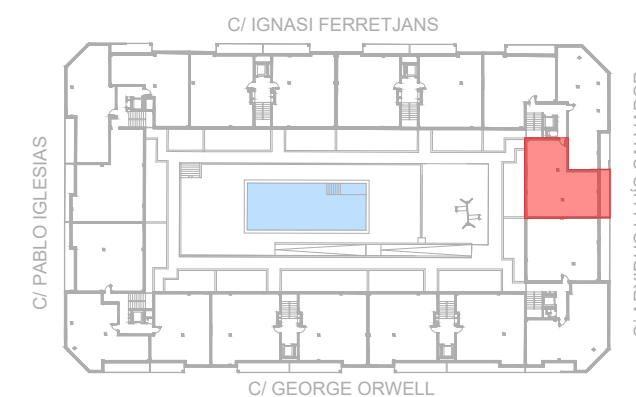 C/ IGNASI FERRETJANS
C/ PABLO IGLESIAS
C/ GEORGE ORWELL